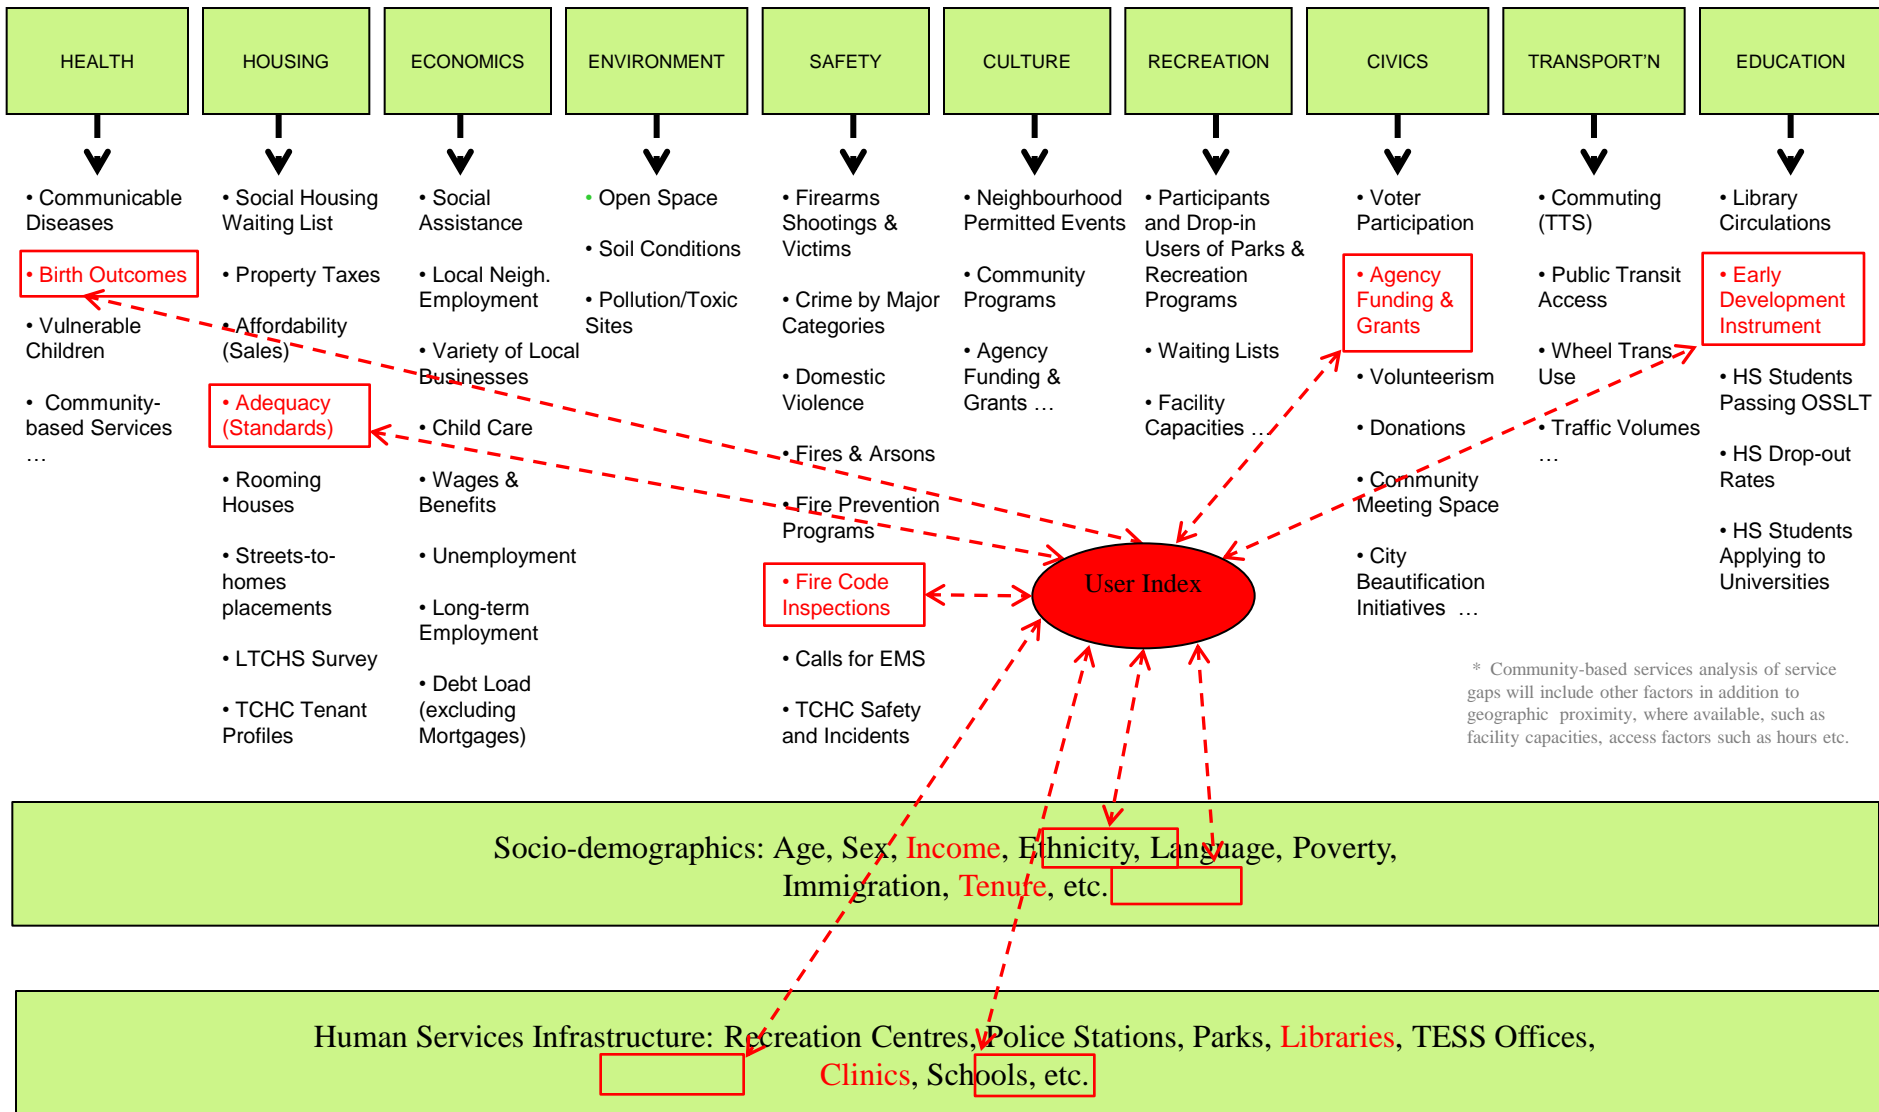 HEALTH
HOUSING
ECONOMICS
ENVIRONMENT
SAFETY
CULTURE
RECREATION
CIVICS
TRANSPORT'N
EDUCATION
• Communicable
Diseases
• Birth Outcomes
• Vulnerable
Children
• Community-
based Services
…
• Social Housing
Waiting List
• Property Taxes
• Affordability
(Sales)
• Adequacy
(Standards)
• Rooming
Houses
• Streets-to-
homes
placements
• LTCHS Survey
• TCHC Tenant
Profiles
• Social
Assistance
• Local Neigh.
Employment
• Variety of Local
Businesses
• Child Care
• Wages &
Benefits
• Unemployment
• Long-term
Employment
• Debt Load
(excluding
Mortgages)
• Open Space
• Soil Conditions
• Pollution/Toxic
Sites
• Firearms
Shootings &
Victims
• Crime by Major
Categories
• Domestic
Violence
• Fires & Arsons
• Fire Prevention
Programs
• Fire Code
Inspections
• Calls for EMS
• TCHC Safety
and Incidents
• Neighbourhood
Permitted Events
• Community
Programs
• Agency
Funding &
Grants …
• Participants
and Drop-in
Users of Parks &
Recreation
Programs
• Waiting Lists
• Facility
Capacities …
• Voter
Participation
• Agency
Funding &
Grants
• Volunteerism
• Donations
• Community
Meeting Space
• City
Beautification
Initiatives …
• Commuting
(TTS)
• Public Transit
Access
• Wheel Trans
Use
• Traffic Volumes
…
• Library
Circulations
• Early
Development
Instrument
• HS Students
Passing OSSLT
• HS Drop-out
Rates
• HS Students
Applying to
Universities
User Index
* Community-based services analysis of service
gaps will include other factors in addition to
geographic proximity, where available, such as
facility capacities, access factors such as hours etc.
Socio-demographics: Age, Sex, Income, Ethnicity, Language, Poverty,
Immigration, Tenure, etc.
Human Services Infrastructure: Recreation Centres, Police Stations, Parks, Libraries, TESS Offices,
Clinics, Schools, etc.